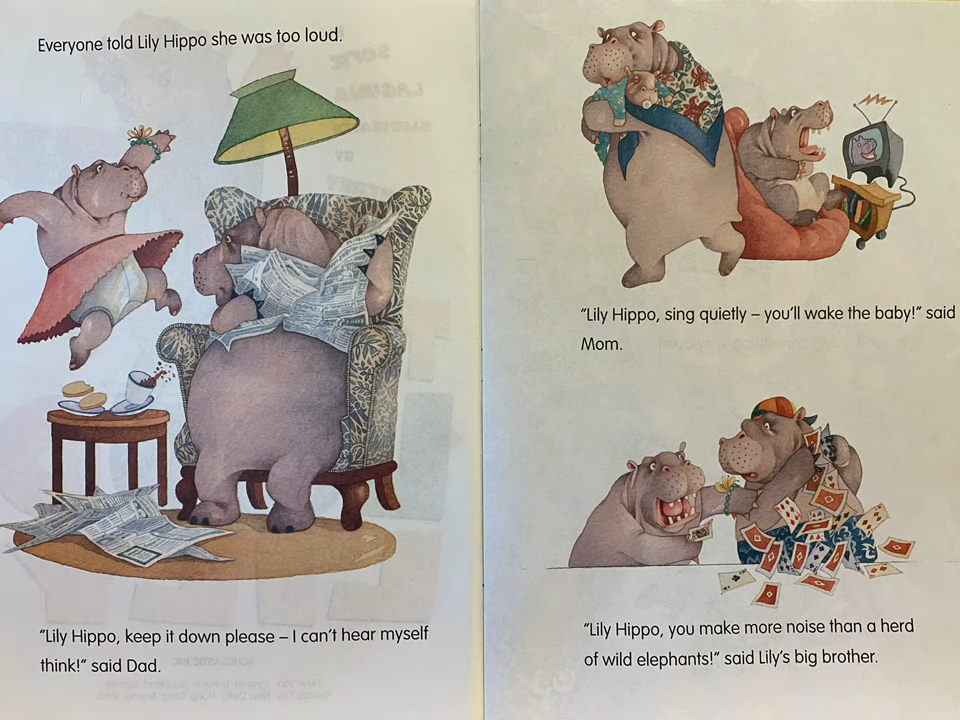 Everyone told Lily Hippo she was too loud.
"Lily Hippo, keep it down please – I can't hear myself
think!" said Dad.
"Lily Hippo, sing quietly – you'll wake the baby!" said
Mom.
"Lily Hippo, you make more noise than a herd
of wild elephants!" said Lily's big brother.